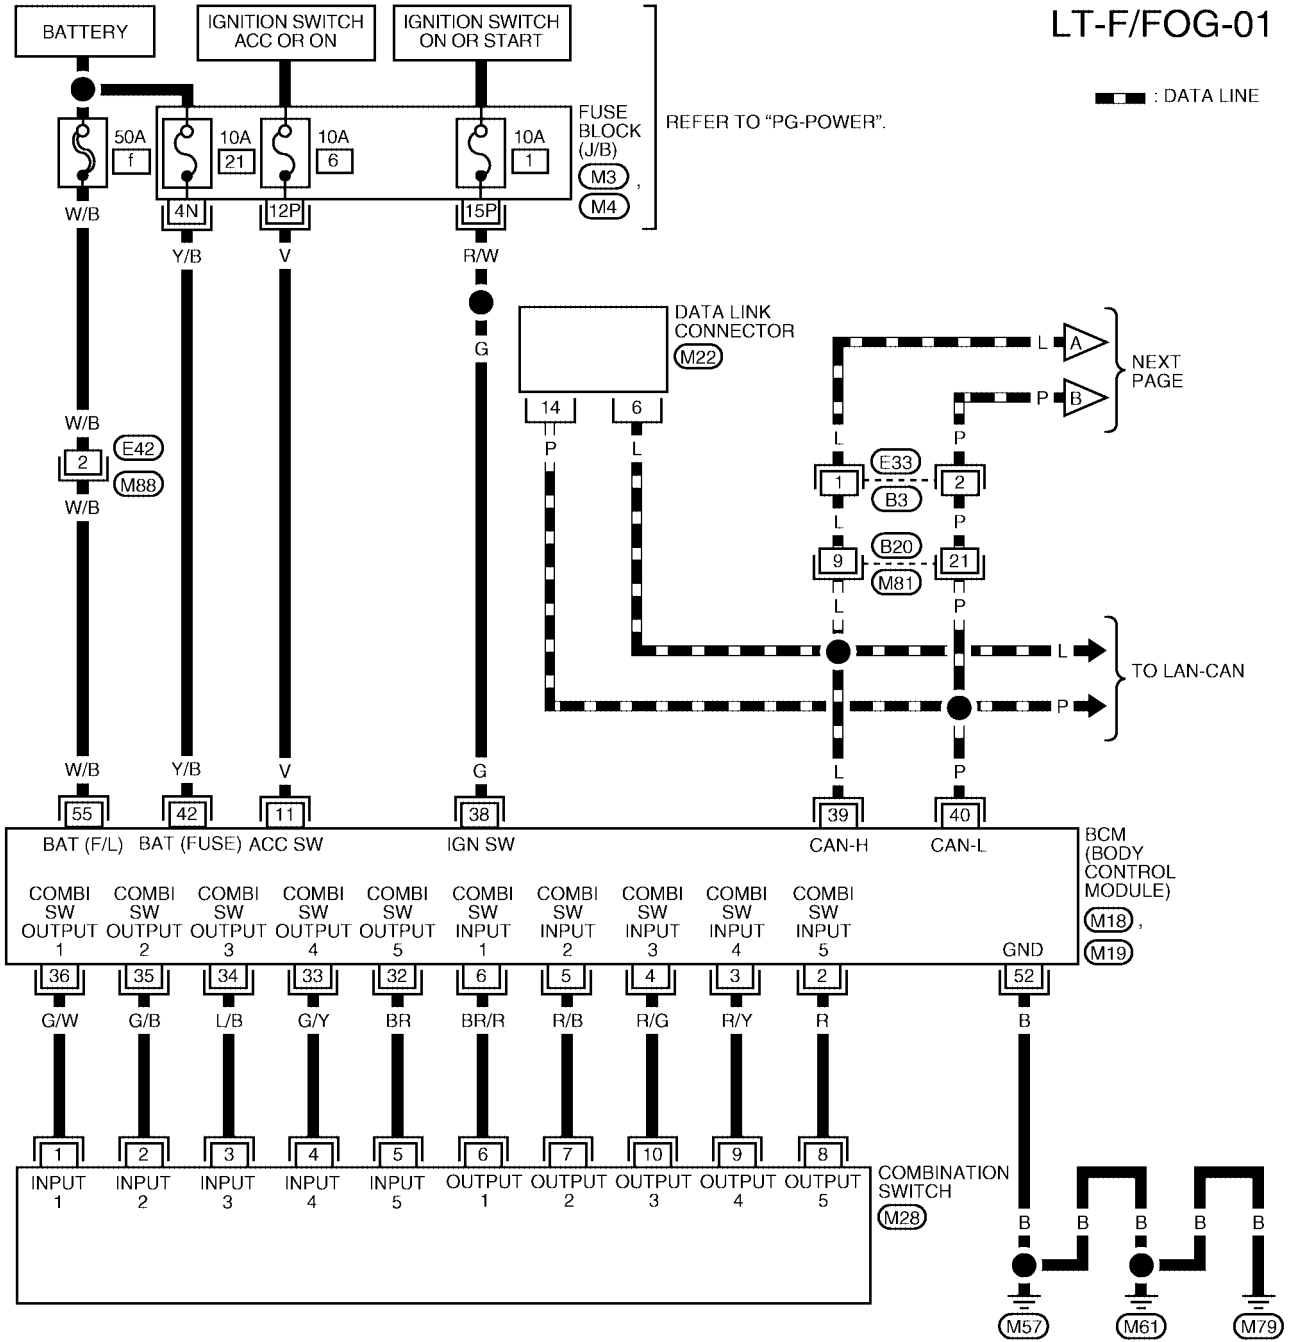 LT-F/FOG-01
BATTERY
IGNITION SWITCH
ACC OR ON
IGNITION SWITCH
ON OR START
: DATA LINE
50A
f
10A
21
10A
6
10A
1
FUSE
BLOCK
(J/B)
M3 ,
M4
REFER TO "PG-POWER".
4N
12P
15P
W/B
Y/B
V
R/W
G
DATA LINK
CONNECTOR
M22
14
6
P
L
L
A
P
B
NEXT
PAGE
W/B
2
E42
M88
W/B
L
P
1
E33
B3
2
L
P
9
B20
M81
21
L
P
L
P
TO LAN-CAN
W/B
Y/B
V
G
L
P
55
42
11
38
39
40
BAT (F/L)
BAT (FUSE)
ACC SW
IGN SW
CAN-H
CAN-L
BCM
(BODY
CONTROL
MODULE)
M18 ,
M19
COMBI
SW
OUTPUT
1
COMBI
SW
OUTPUT
2
COMBI
SW
OUTPUT
3
COMBI
SW
OUTPUT
4
COMBI
SW
OUTPUT
5
COMBI
SW
INPUT
1
COMBI
SW
INPUT
2
COMBI
SW
INPUT
3
COMBI
SW
INPUT
4
COMBI
SW
INPUT
5
GND
36
35
34
33
32
6
5
4
3
2
52
G/W
G/B
L/B
G/Y
BR
BR/R
R/B
R/G
R/Y
R
B
1
2
3
4
5
6
7
10
9
8
INPUT
1
INPUT
2
INPUT
3
INPUT
4
INPUT
5
OUTPUT
1
OUTPUT
2
OUTPUT
3
OUTPUT
4
OUTPUT
5
COMBINATION
SWITCH
M28
B
B
B
B
B
M57
M61
M79